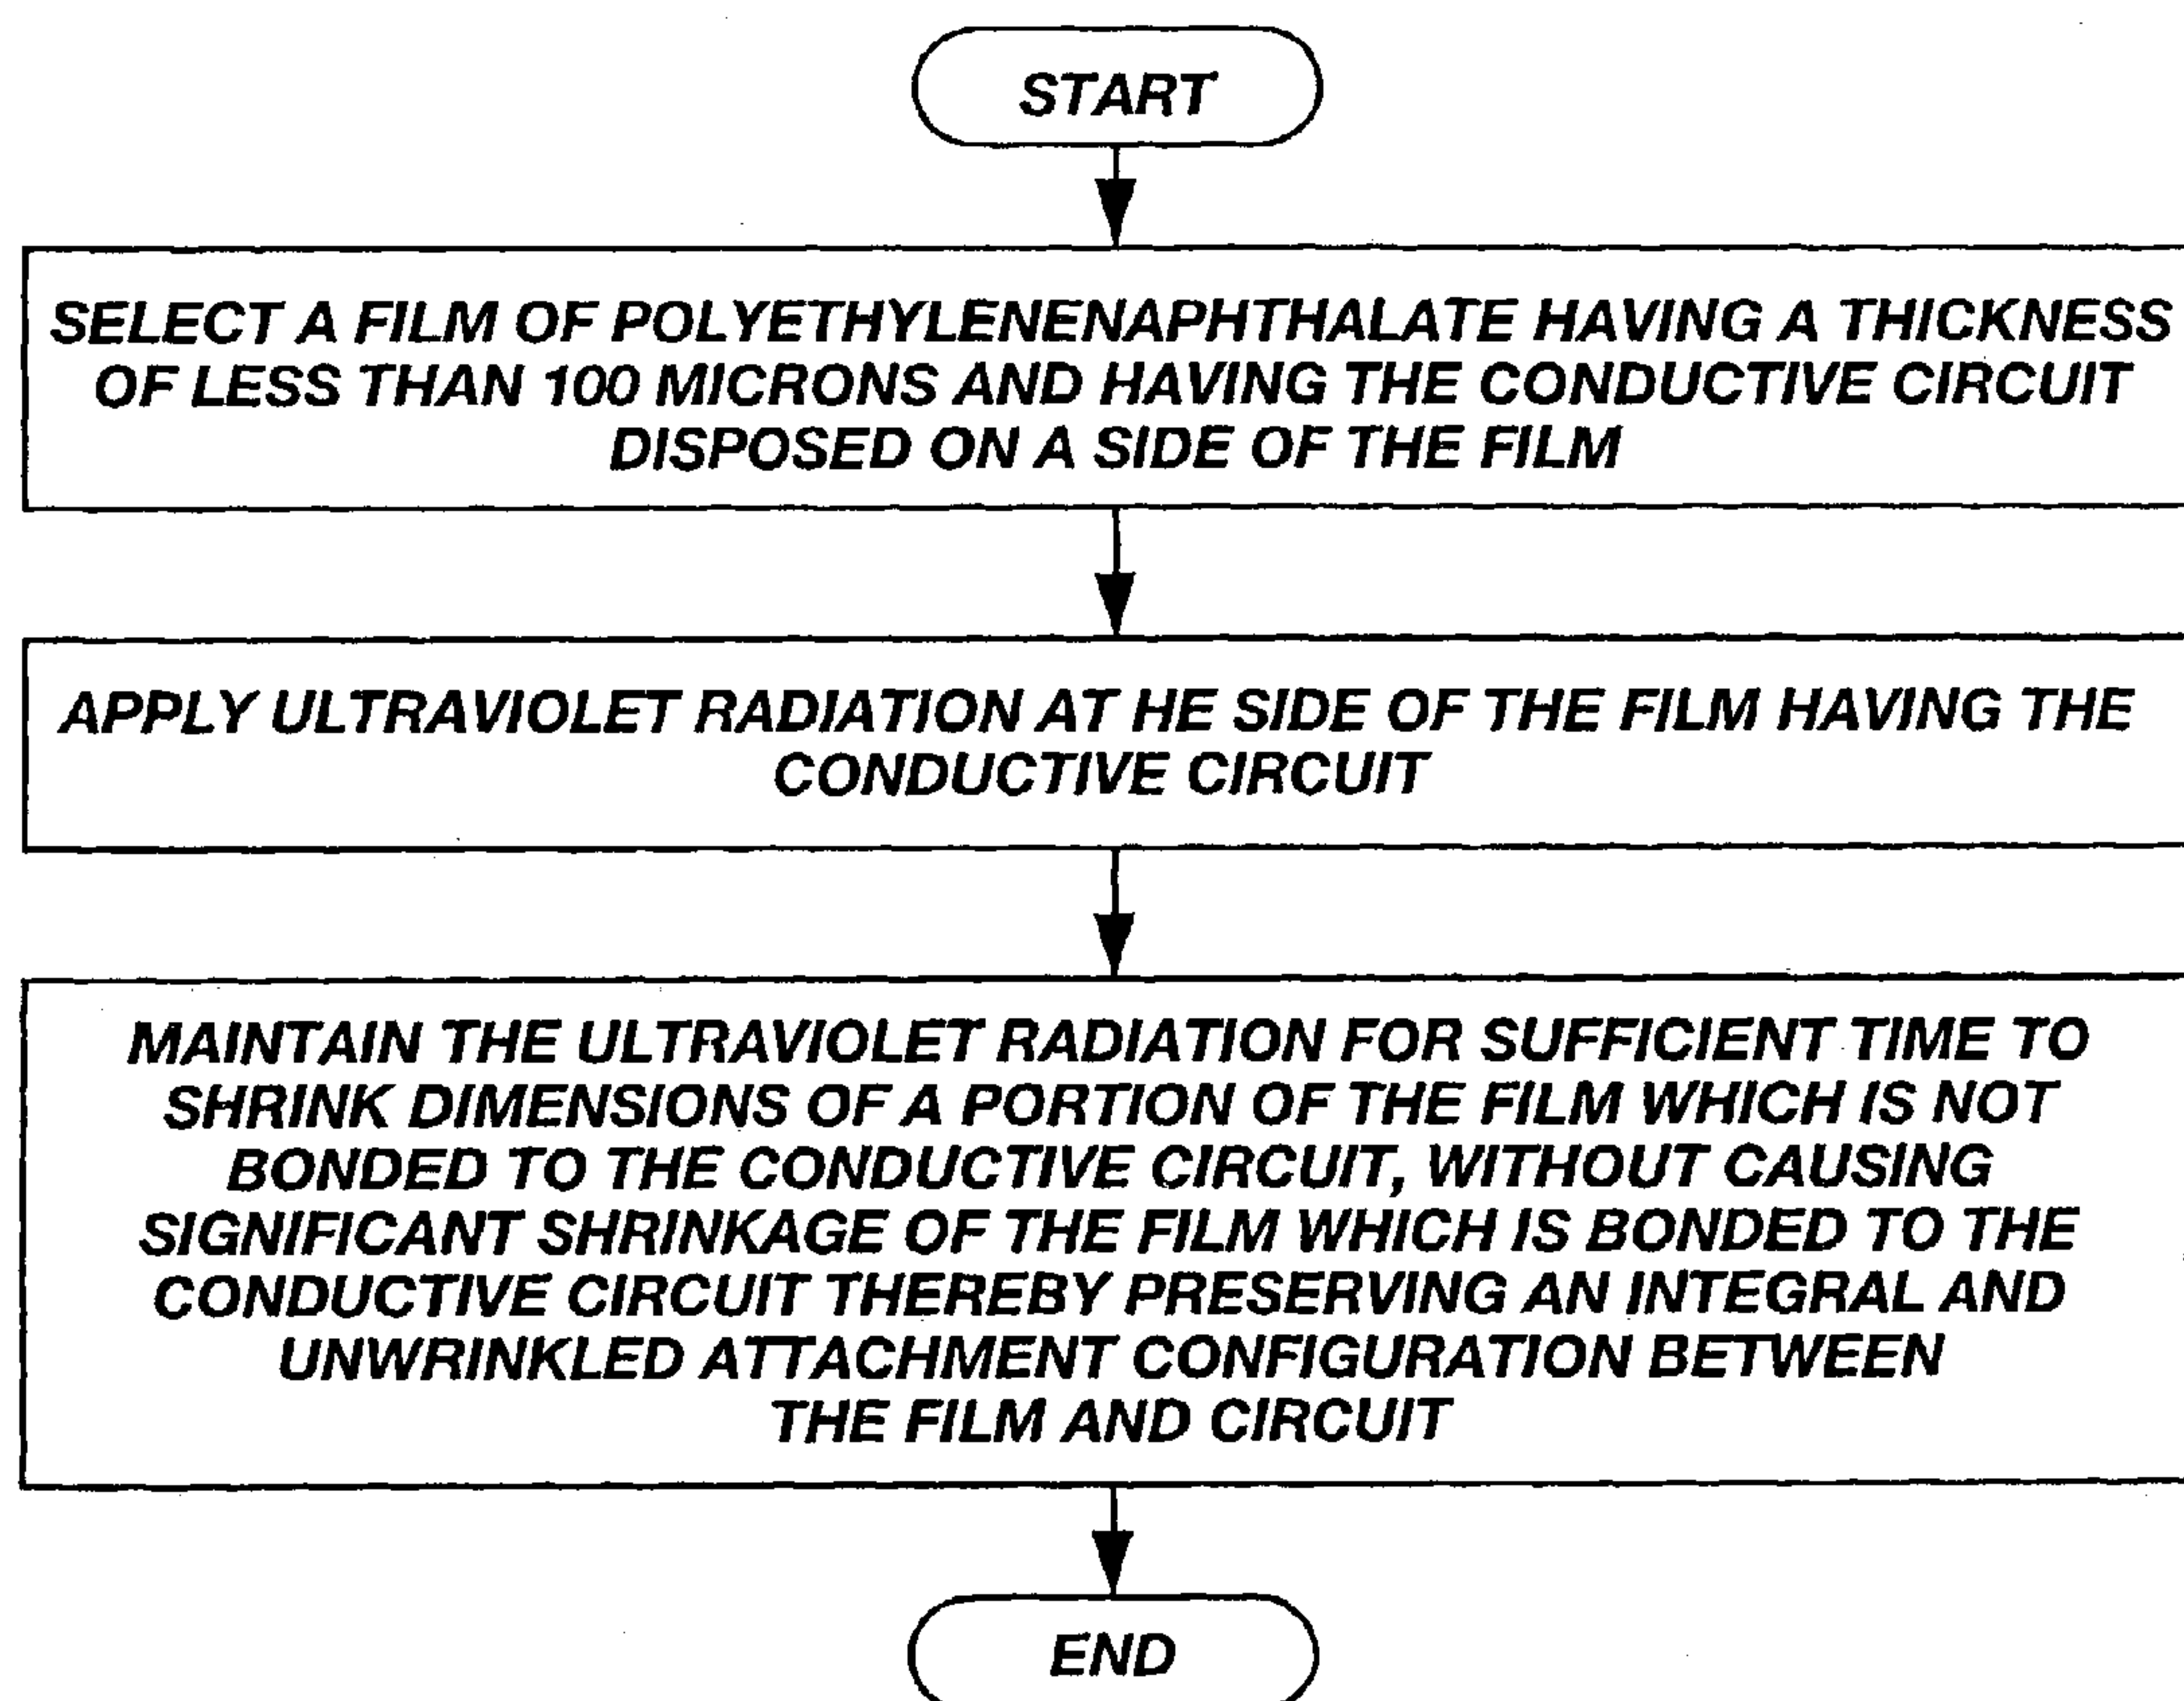 START
SELECT A FILM OF POLYETHYLENENAPHTHALATE HAVING A THICKNESS
OF LESS THAN 100 MICRONS AND HAVING THE CONDUCTIVE CIRCUIT
DISPOSED ON A SIDE OF THE FILM
APPLY ULTRAVIOLET RADIATION AT HE SIDE OF THE FILM HAVING THE
CONDUCTIVE CIRCUIT
MAINTAIN THE ULTRAVIOLET RADIATION FOR SUFFICIENT TIME TO
SHRINK DIMENSIONS OF A PORTION OF THE FILM WHICH IS NOT
BONDED TO THE CONDUCTIVE CIRCUIT, WITHOUT CAUSING
SIGNIFICANT SHRINKAGE OF THE FILM WHICH IS BONDED TO THE
CONDUCTIVE CIRCUIT THEREBY PRESERVING AN INTEGRAL AND
UNWRINKLED ATTACHMENT CONFIGURATION BETWEEN
THE FILM AND CIRCUIT
END